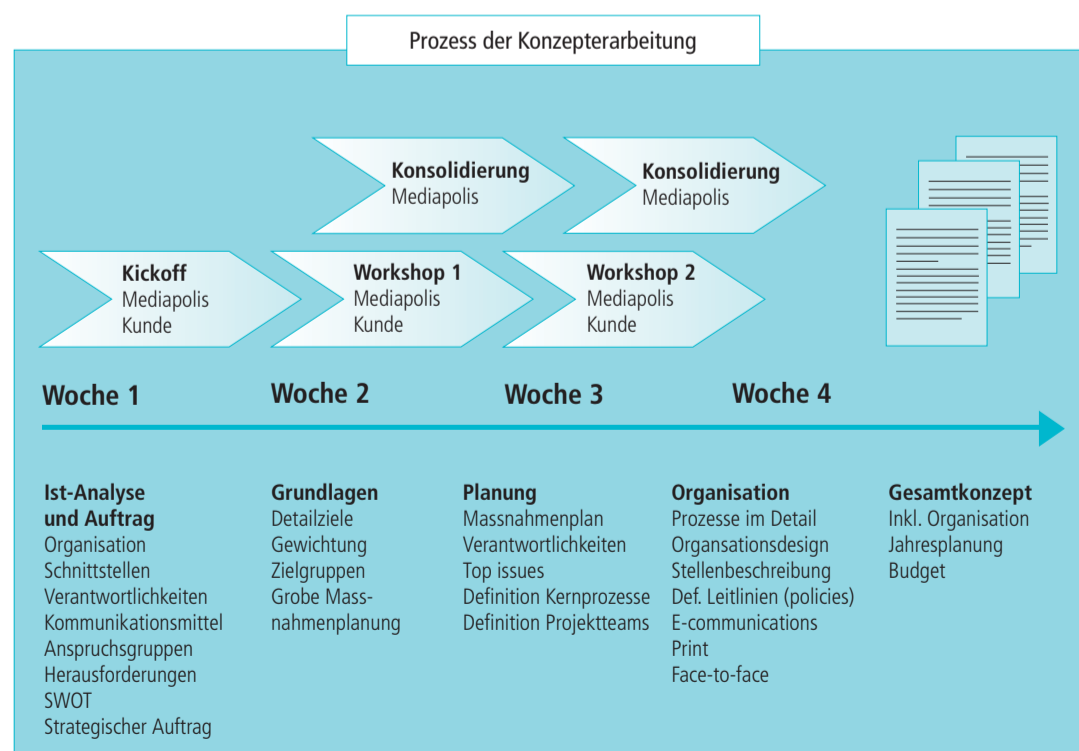 Prozess der Konzepterarbeitung
Konsolidierung
Mediapolis
Konsolidierung
Mediapolis
Kickoff
Mediapolis
Kunde
Workshop 1
Mediapolis
Kunde
Workshop 2
Mediapolis
Kunde
Woche 1
Woche 2
Woche 3
Woche 4
Ist-Analyse
und Auftrag
Organisation
Schnittstellen
Verantwortlichkeiten
Kommunikationsmittel
Anspruchsgruppen
Herausforderungen
SWOT
Strategischer Auftrag
Grundlagen
Detailziele
Gewichtung
Zielgruppen
Grobe Mass-
nahmenplanung
Planung
Massnahmenplan
Verantwortlichkeiten
Top issues
Definition Kernprozesse
Definition Projektteams
Organisation
Prozesse im Detail
Organsationsdesign
Stellenbeschreibung
Def. Leitlinien (policies)
E-communications
Print
Face-to-face
Gesamtkonzept
Inkl. Organisation
Jahresplanung
Budget